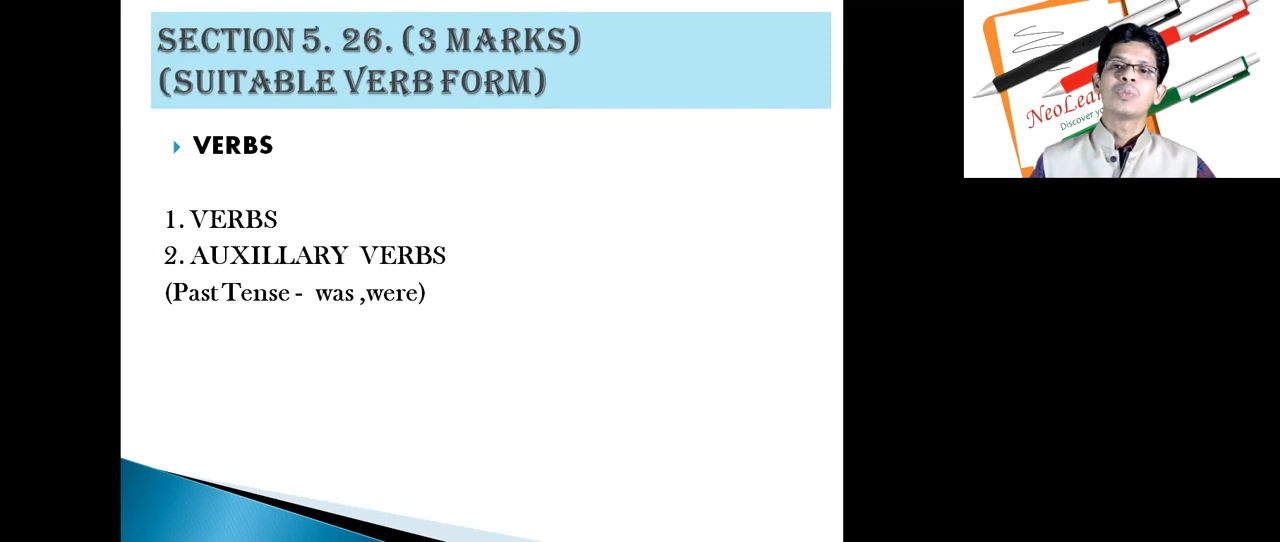 SECTION 5. 26. (3 MARKS)
(SUITABLE VERB FORM)
VERBS
1. VERBS
2. AUXILLARY VERBS
(Past Tense - was ,were)
NeoLea
Discover yo